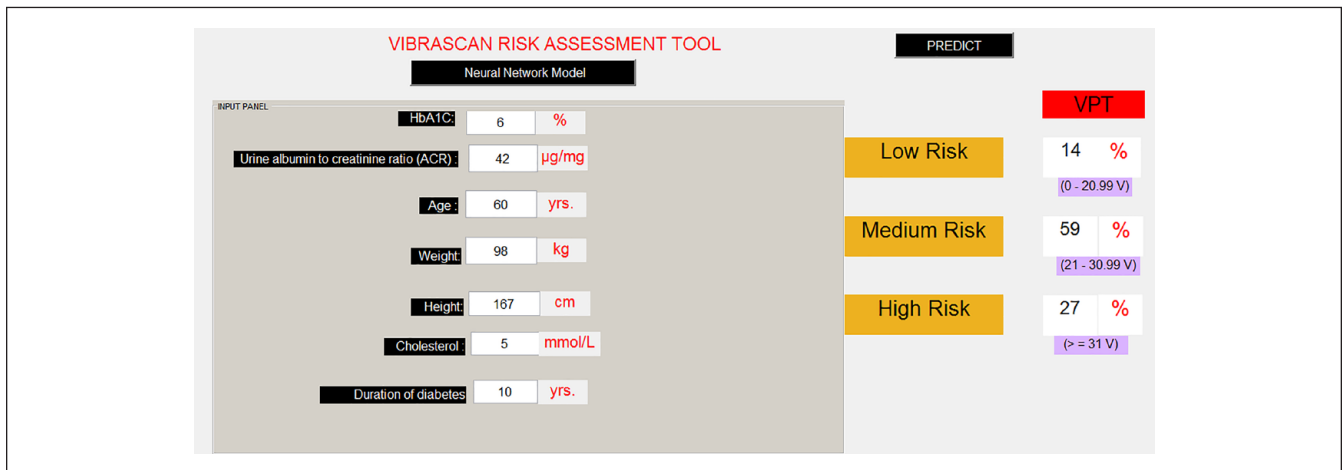 VIBRASCAN RISK ASSESSMENT TOOL
PREDICT
Neural Network Model
INPUT PANEL
HbA1C: 6 %
Urine albumin to creatinine ratio (ACR) : 42 µg/mg
Age : 60 yrs.
Weight: 98 kg
Height: 167 cm
Cholesterol : 5 mmol/L
Duration of diabetes 10 yrs.
VPT
Low Risk 14 %
(0 - 20.99 V)
Medium Risk 59 %
(21 - 30.99 V)
High Risk 27 %
(> = 31 V)